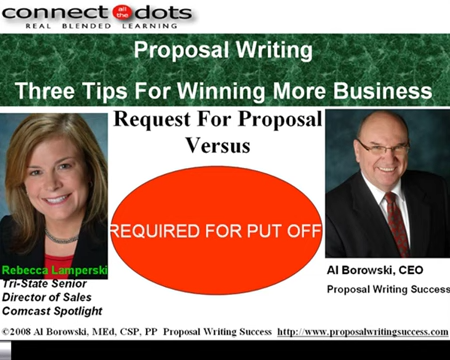 connect all the dots
REAL BLENDED LEARNING
Proposal Writing
Three Tips For Winning More Business
Request For Proposal
Versus
REQUIRED FOR PUT OFF
Rebecca Lamperski
Tri-State Senior
Director of Sales
Comcast Spotlight
Al Borowski, CEO
Proposal Writing Success
©2008 Al Borowski, MEd, CSP, PP Proposal Writing Success http://www.proposalwritingsuccess.com